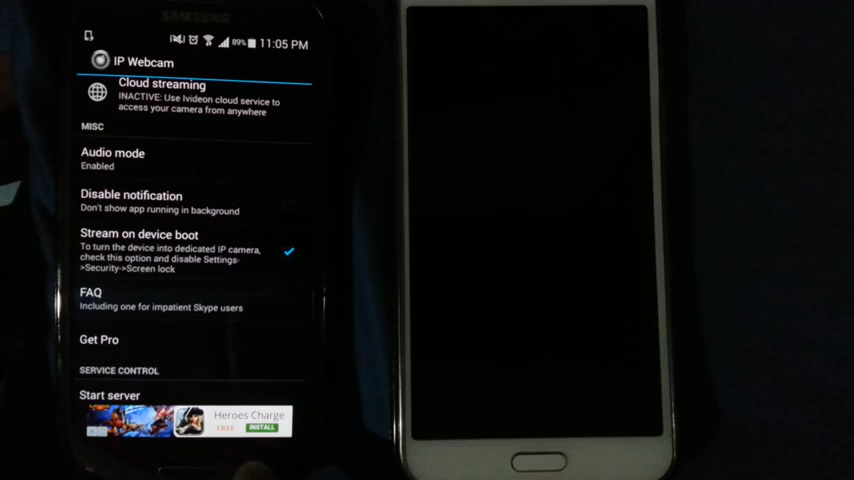 SAMSUNG
89% 11:05 PM
IP Webcam
Cloud streaming
INACTIVE: Use Ivideon cloud service to
access your camera from anywhere
MISC
Audio mode
Enabled
Disable notification
Don't show app running in background
Stream on device boot
To turn the device into dedicated IP camera,
check this option and disable Settings-
>Security->Screen lock
FAQ
Including one for impatient Skype users
Get Pro
SERVICE CONTROL
Start server
Heroes Charge
FREE INSTALL